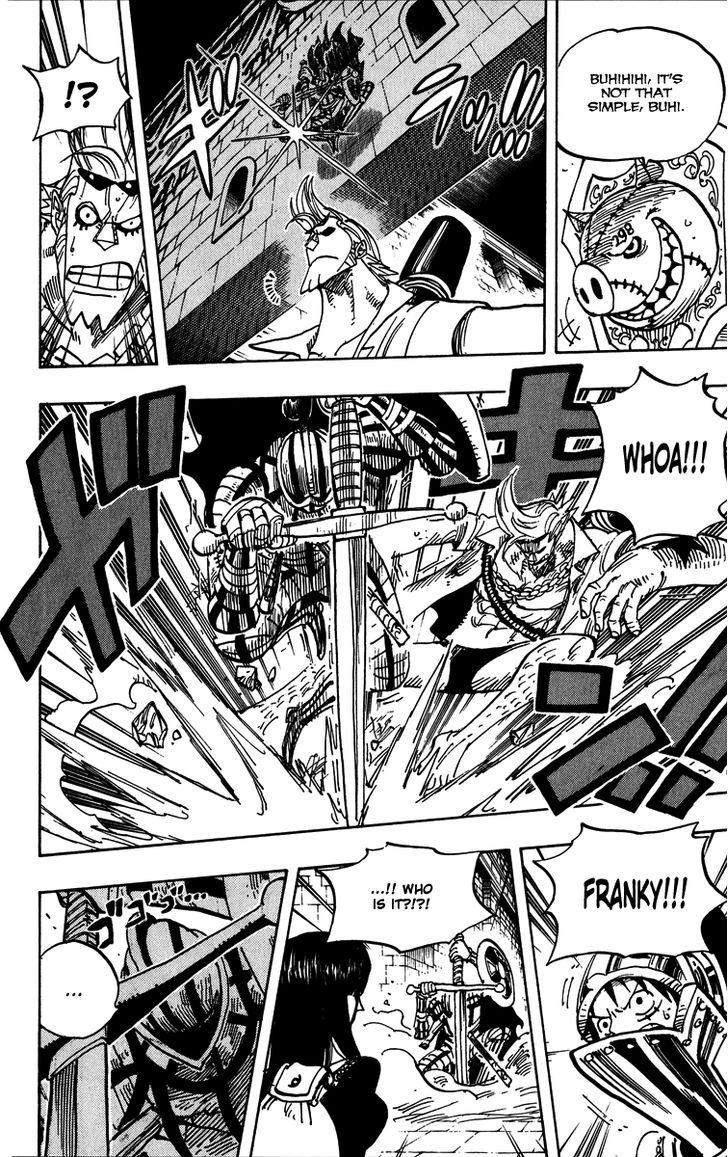 BUHIHIHI, IT'S
NOT THAT
SIMPLE, BUHI.
!?
WHOA!!!
FRANKY!!!
...!! WHO
IS IT?!?!
...